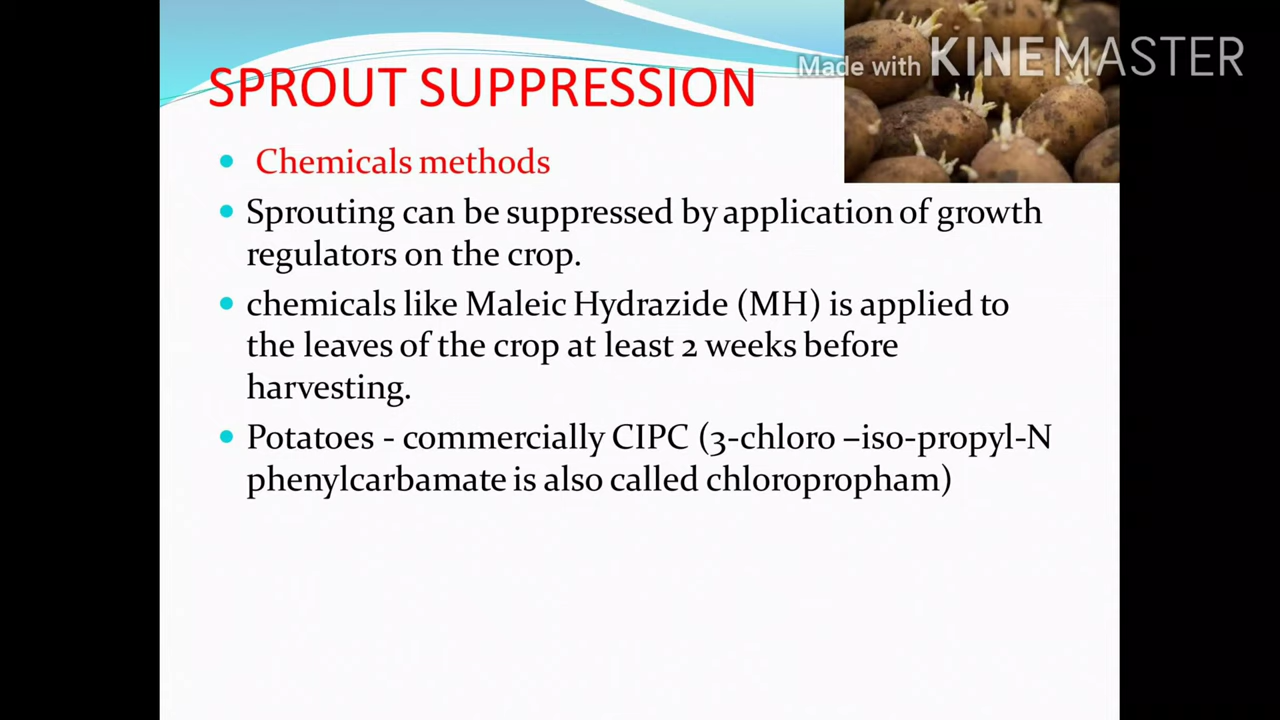 Made with KINEMASTER
SPROUT SUPPRESSION
Chemicals methods
Sprouting can be suppressed by application of growth
regulators on the crop.
chemicals like Maleic Hydrazide (MH) is applied to
the leaves of the crop at least 2 weeks before
harvesting.
Potatoes - commercially CIPC (3-chloro –iso-propyl-N
phenylcarbamate is also called chloropropham)